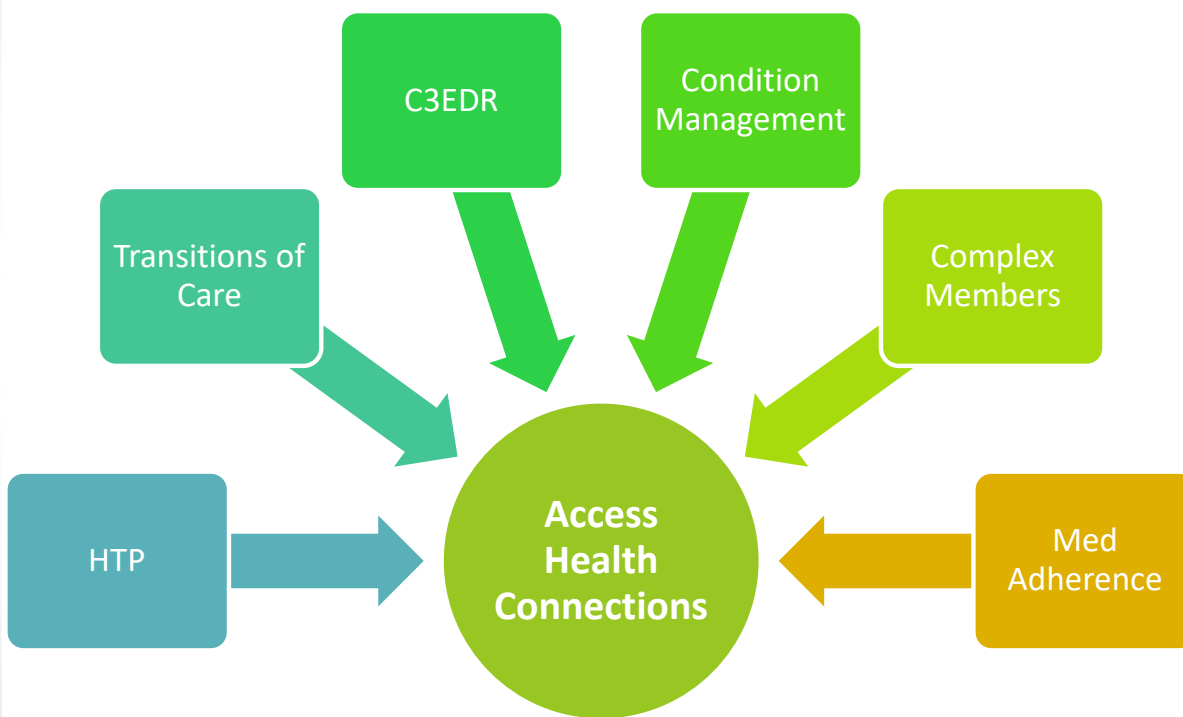 C3EDR
Condition
Management
Transitions of
Care
Complex
Members
HTP
Access
Health
Connections
Med
Adherence